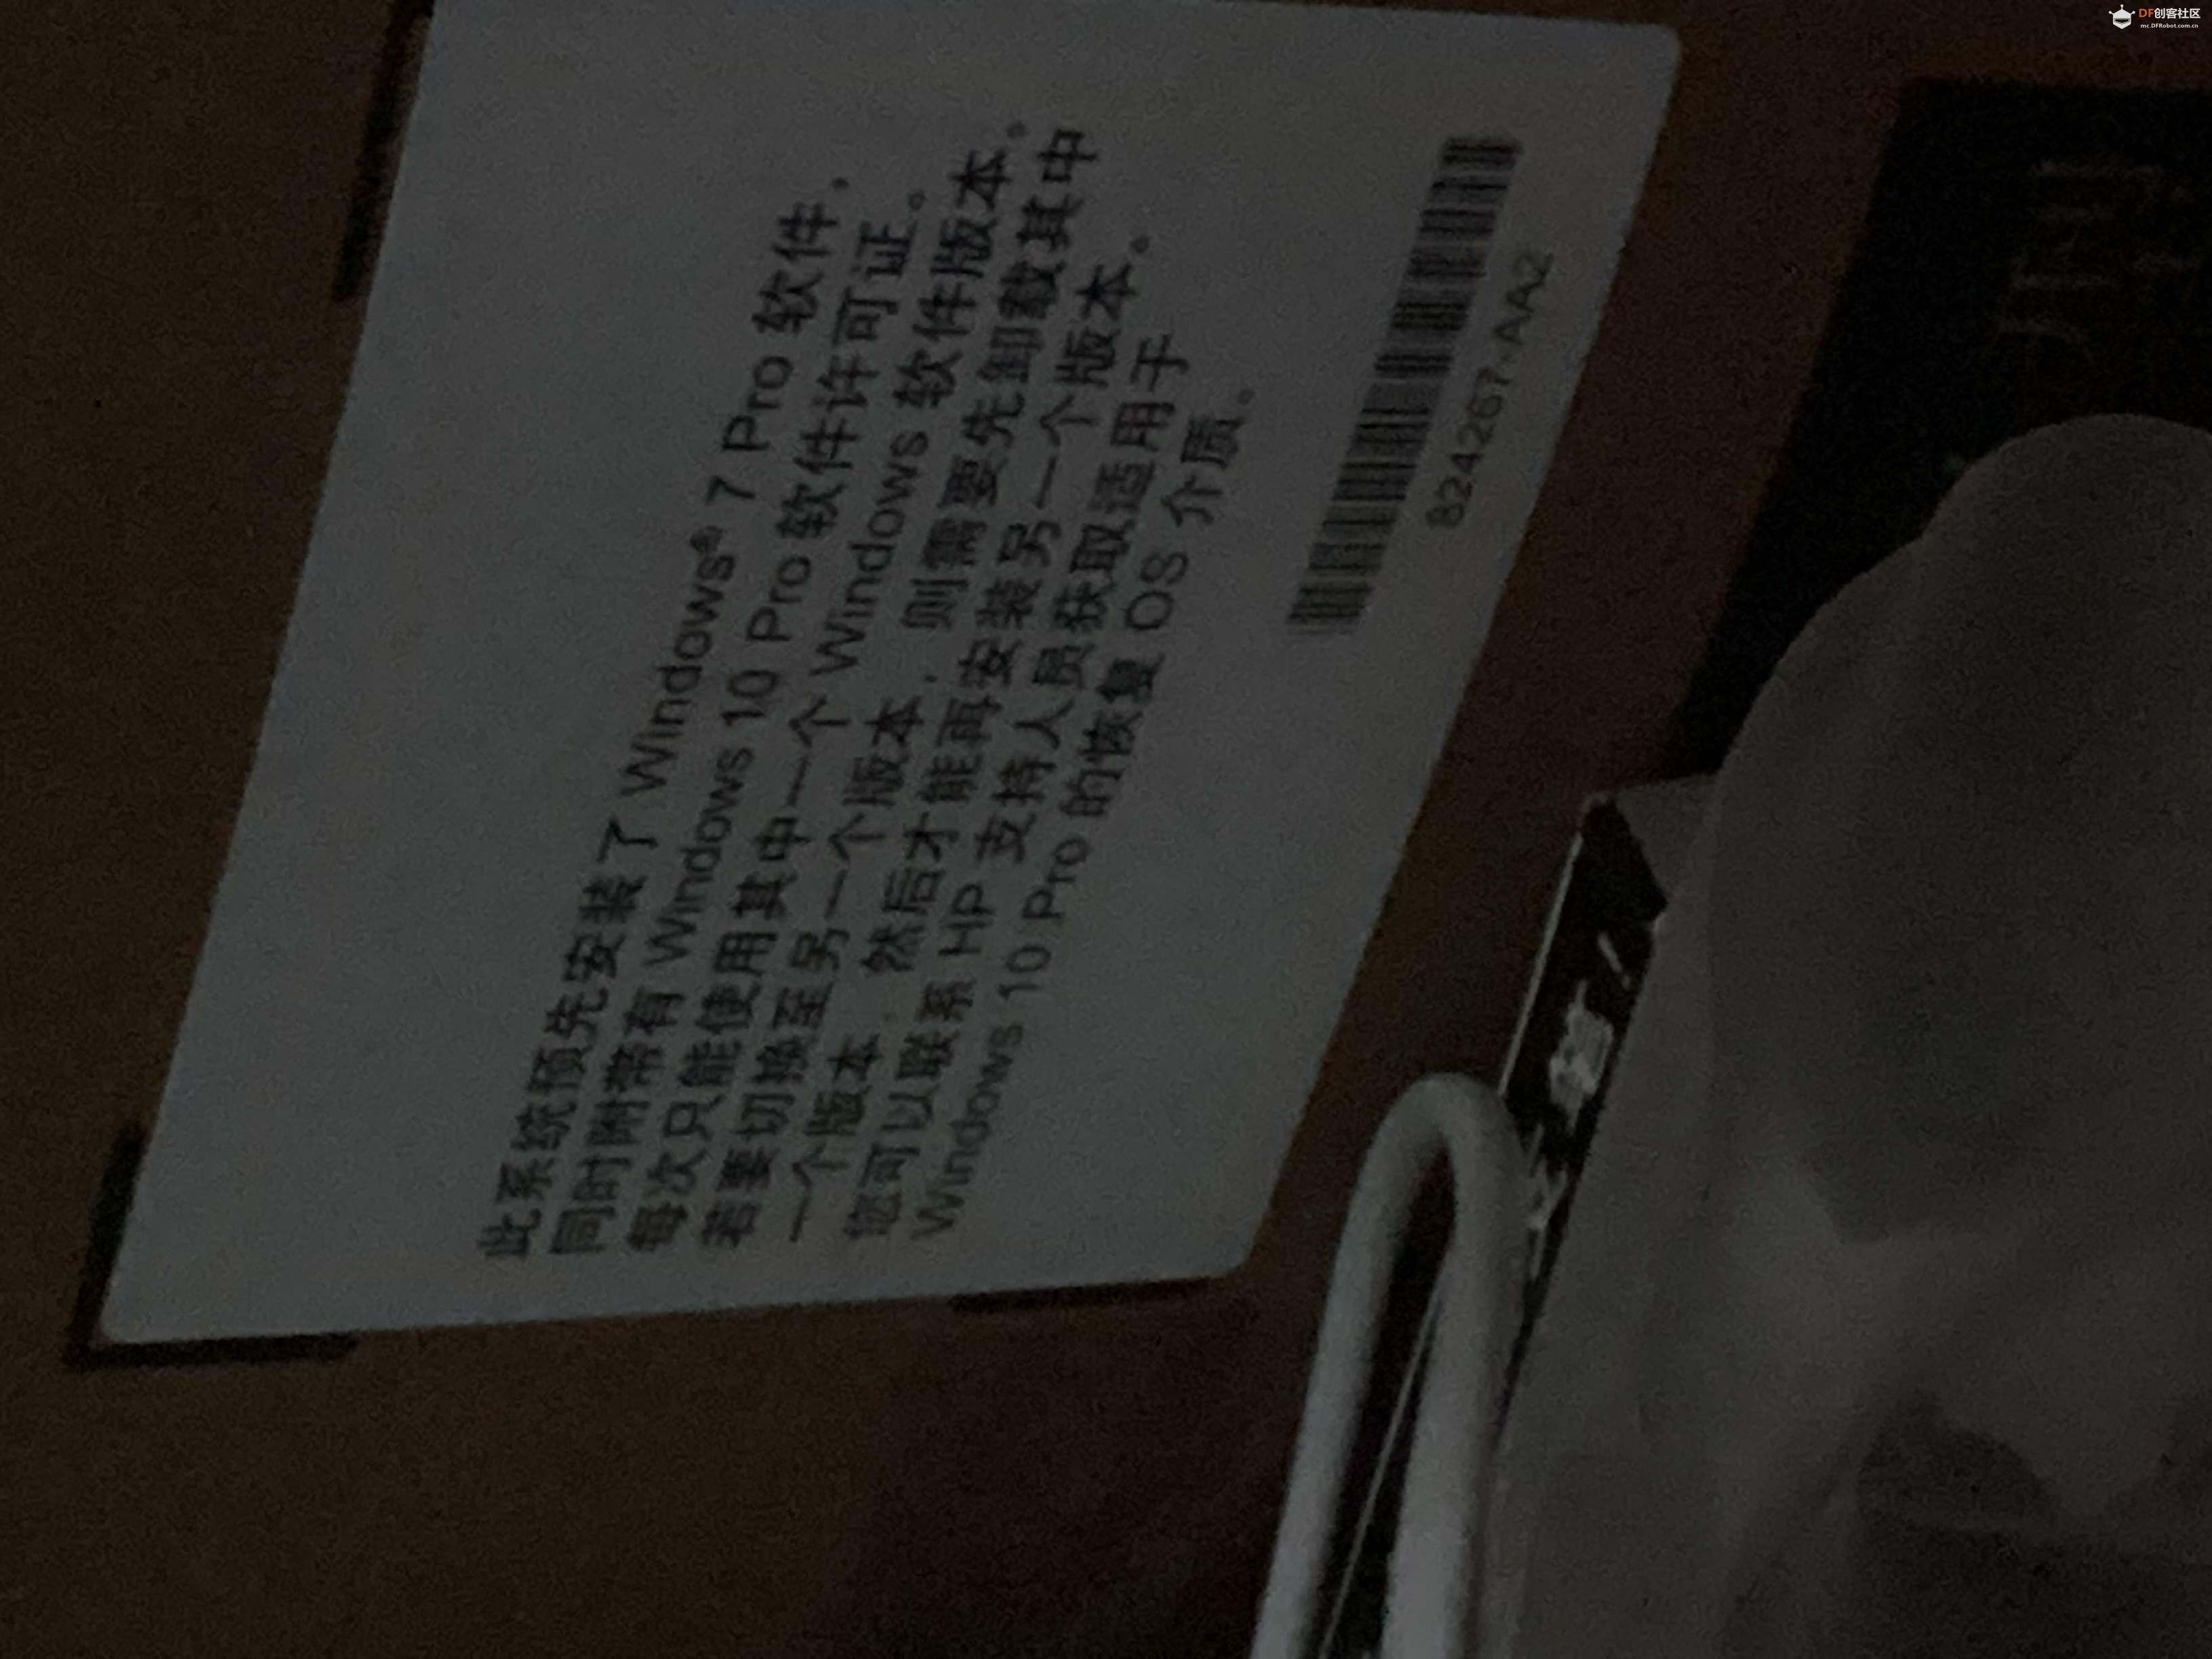 此系统预先安装了 Windows® 7 Pro 软件，
同时附带有 Windows 10 Pro 软件许可证。
每次只能使用其中一个 Windows 软件版本。
若要切换至另一个版本，则需要先卸载其中
一个版本，然后才能再安装另一个版本。
您可以联系 HP 支持人员获取适用于
Windows 10 Pro 的恢复 OS 介质。
824267-AA2
DF创客社区
mc.DFRobot.com.cn